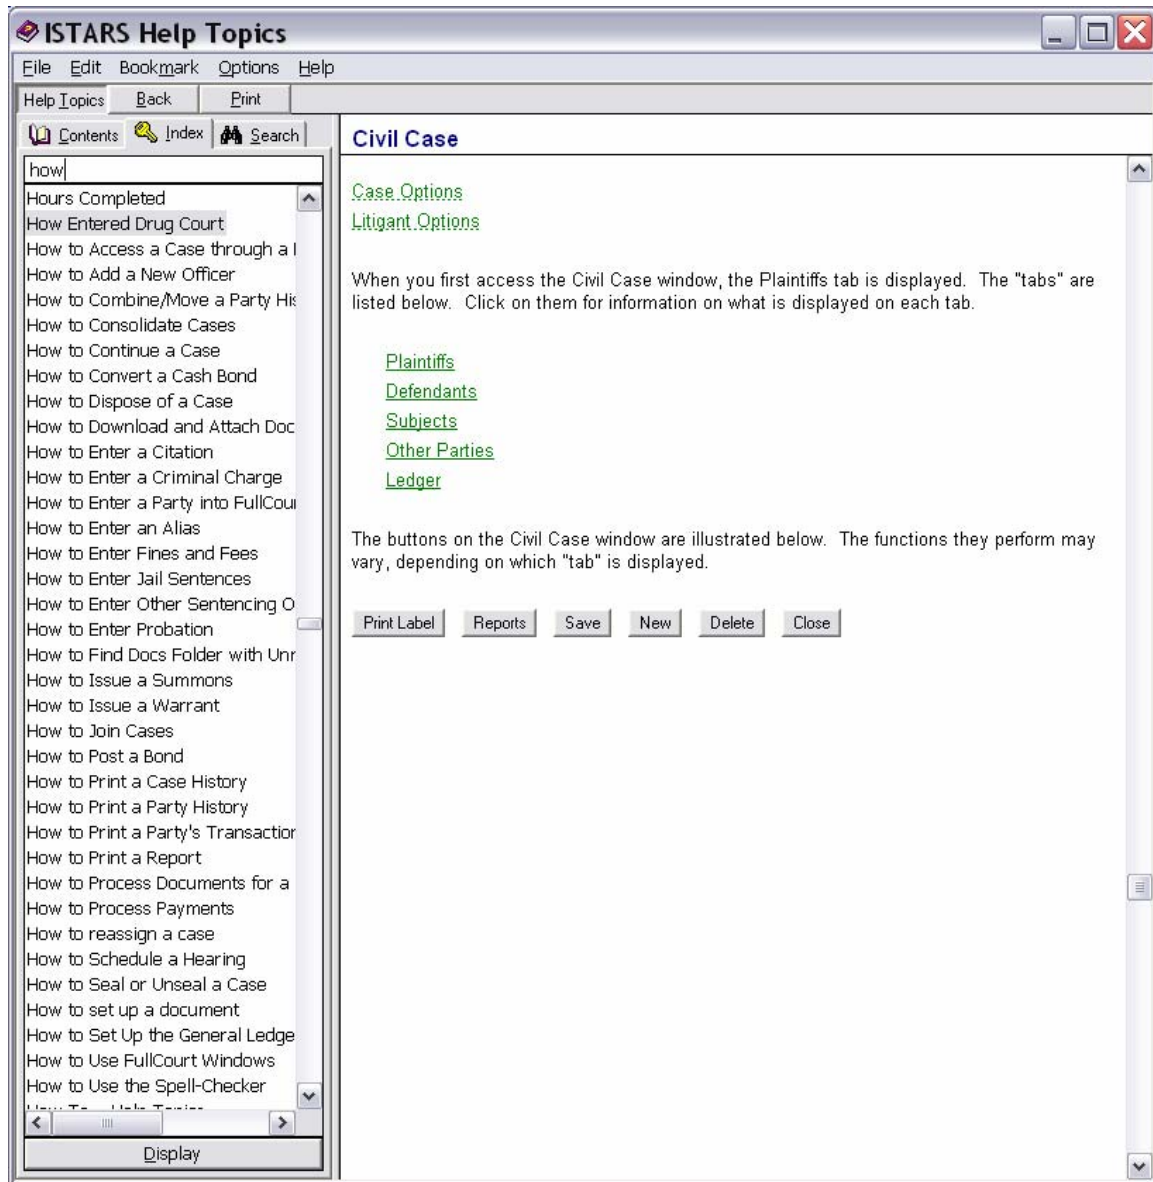 ISTARS Help Topics
File Edit Bookmark Options Help
Help Topics Back Print
Contents Index Search
how
Hours Completed
How Entered Drug Court
How to Access a Case through a
How to Add a New Officer
How to Combine/Move a Party His
How to Consolidate Cases
How to Continue a Case
How to Convert a Cash Bond
How to Dispose of a Case
How to Download and Attach Doc
How to Enter a Citation
How to Enter a Criminal Charge
How to Enter a Party into FullCour
How to Enter an Alias
How to Enter Fines and Fees
How to Enter Jail Sentences
How to Enter Other Sentencing O
How to Enter Probation
How to Find Docs Folder with Unr
How to Issue a Summons
How to Issue a Warrant
How to Join Cases
How to Post a Bond
How to Print a Case History
How to Print a Party History
How to Print a Party's Transaction
How to Print a Report
How to Process Documents for a
How to Process Payments
How to reassign a case
How to Schedule a Hearing
How to Seal or Unseal a Case
How to set up a document
How to Set Up the General Ledge
How to Use FullCourt Windows
How to Use the Spell-Checker
Display
Civil Case
Case Options
Litigant Options
When you first access the Civil Case window, the Plaintiffs tab is displayed. The "tabs" are
listed below. Click on them for information on what is displayed on each tab.
Plaintiffs
Defendants
Subjects
Other Parties
Ledger
The buttons on the Civil Case window are illustrated below. The functions they perform may
vary, depending on which "tab" is displayed.
Print Label Reports Save New Delete Close